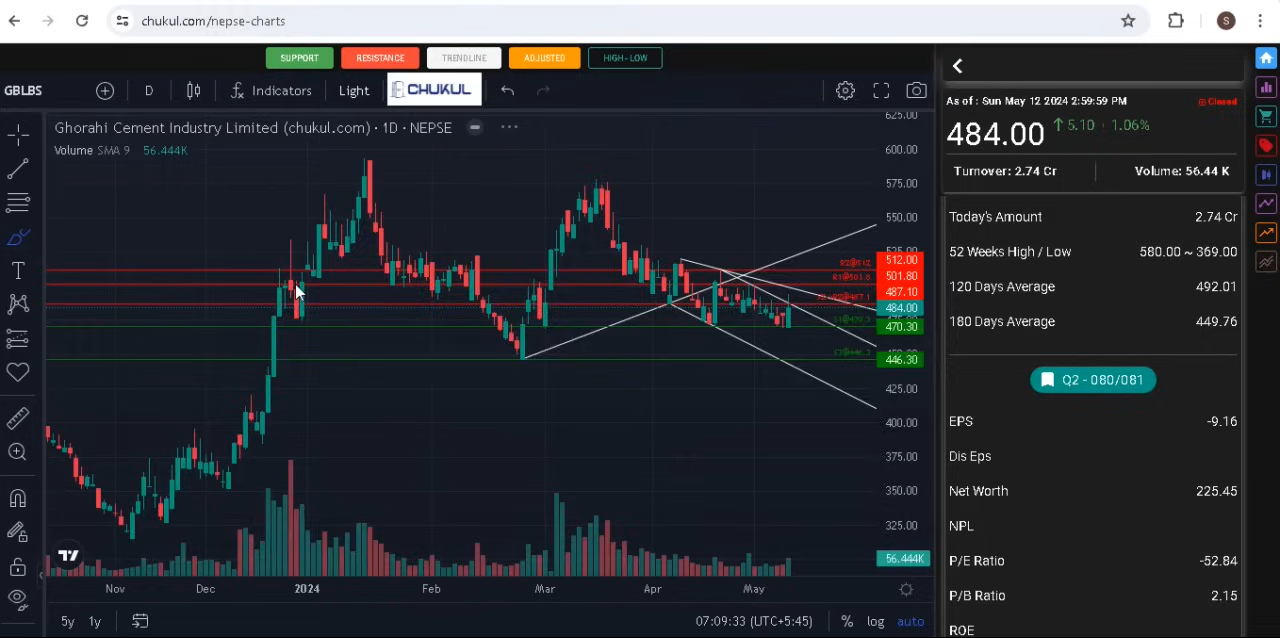 chukul.com/nepse-charts
S
SUPPORT RESISTANCE TRENDLINE ADJUSTED HIGH-LOW
GBLBS D Indicators Light CHUKUL
Ghorahi Cement Industry Limited (chukul.com) · 1D · NEPSE
Volume SMA 9 56.444K
625.00
600.00
575.00
550.00
525.00
R2@512 512.00
R1@501.8 501.80
487.10
484.00
470.30
446.30
425.00
400.00
375.00
350.00
325.00
56.444K
Nov Dec 2024 Feb Mar Apr May
5y 1y 07:09:33 (UTC+5:45) % log auto
As of : Sun May 12 2024 2:59:59 PM Closed
484.00 5.10 1.06%
Turnover: 2.74 Cr Volume: 56.44 K
Today's Amount 2.74 Cr
52 Weeks High / Low 580.00 ~ 369.00
120 Days Average 492.01
180 Days Average 449.76
Q2 - 080/081
EPS -9.16
Dis Eps
Net Worth 225.45
NPL
P/E Ratio -52.84
P/B Ratio 2.15
ROE